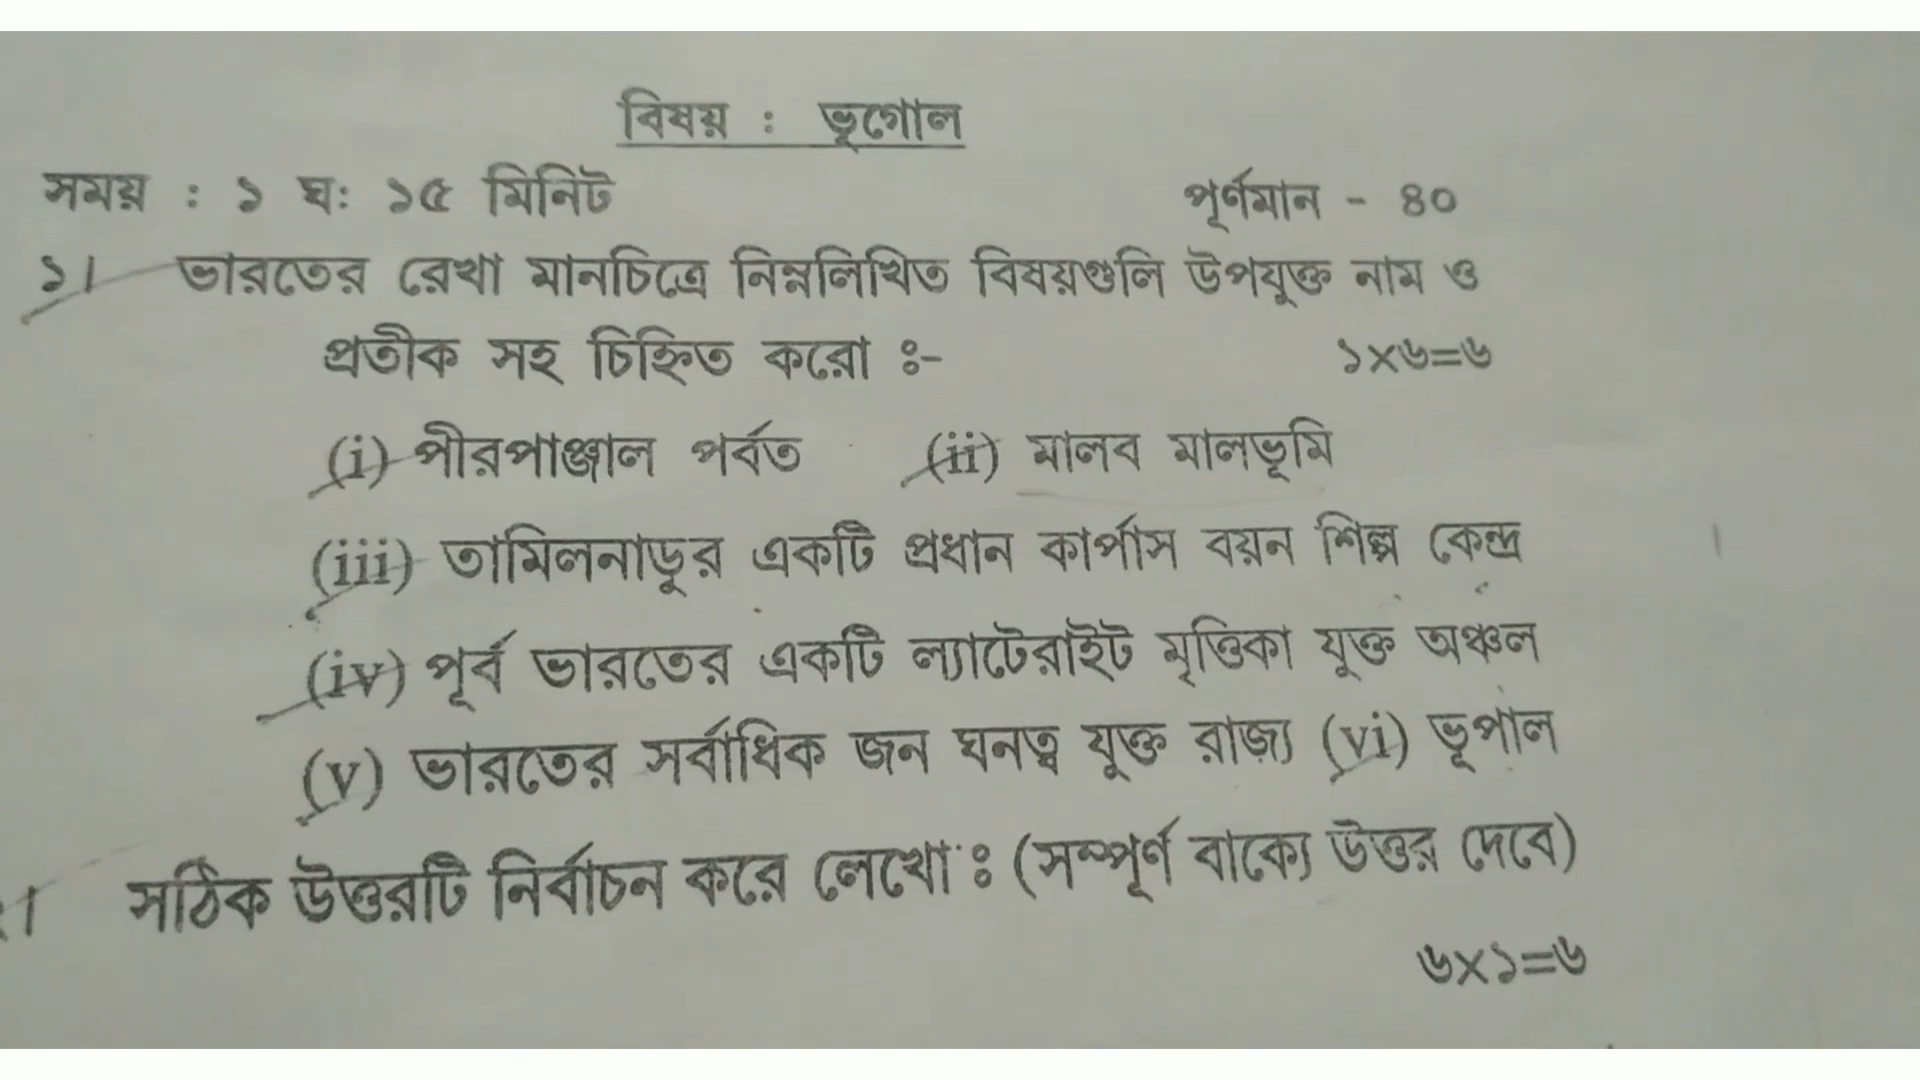 বিষয় : ভূগোল
সময় : ১ ঘ: ১৫ মিনিট পূর্ণমান - ৪০
১। ভারতের রেখা মানচিত্রে নিম্নলিখিত বিষয়গুলি উপযুক্ত নাম ও
প্রতীক সহ চিহ্নিত করো ঃ- ১×৬=৬
(i) পীরপাঞ্জাল পর্বত (ii) মালব মালভূমি
(iii) তামিলনাড়ুর একটি প্রধান কার্পাস বয়ন শিল্প কেন্দ্র
(iv) পূর্ব ভারতের একটি ল্যাটেরাইট মৃত্তিকা যুক্ত অঞ্চল
(v) ভারতের সর্বাধিক জন ঘনত্ব যুক্ত রাজ্য (vi) ভূপাল
। সঠিক উত্তরটি নির্বাচন করে লেখো ঃ (সম্পূর্ণ বাক্যে উত্তর দেবে)
৬×১=৬